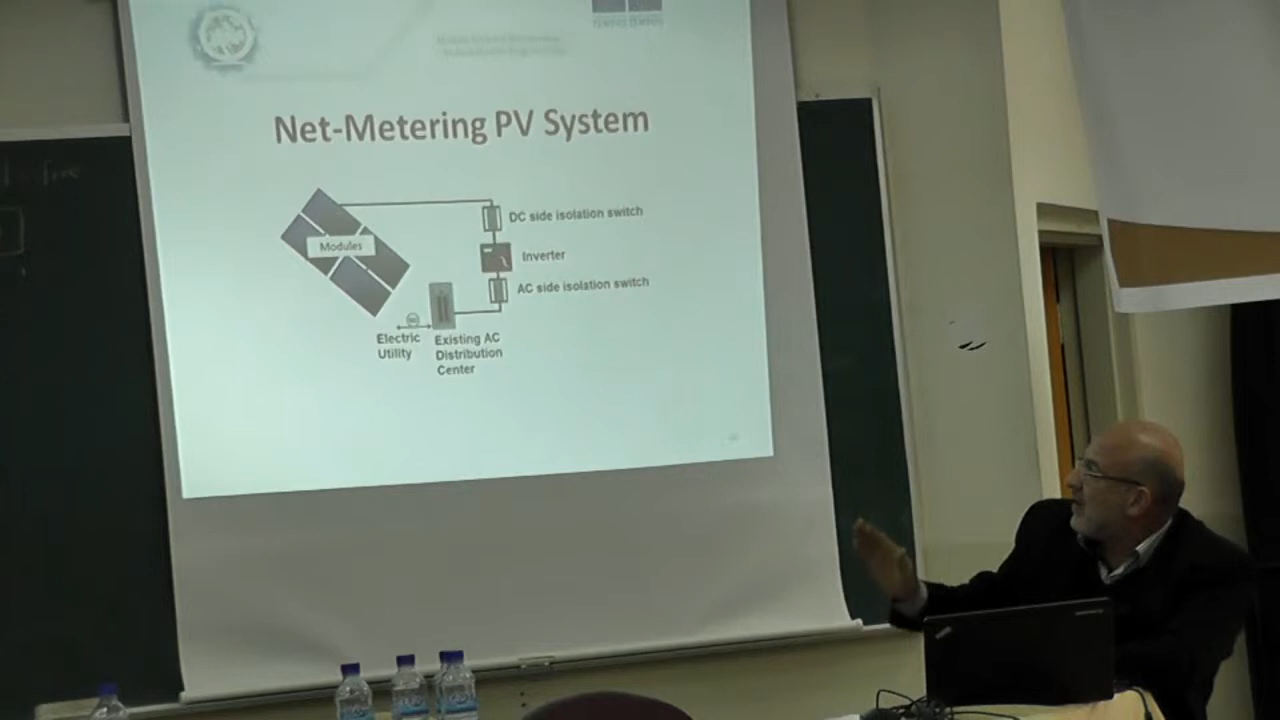 Net-Metering PV System
DC side isolation switch
Modules
Inverter
AC side isolation switch
Electric
Utility
Existing AC
Distribution
Center